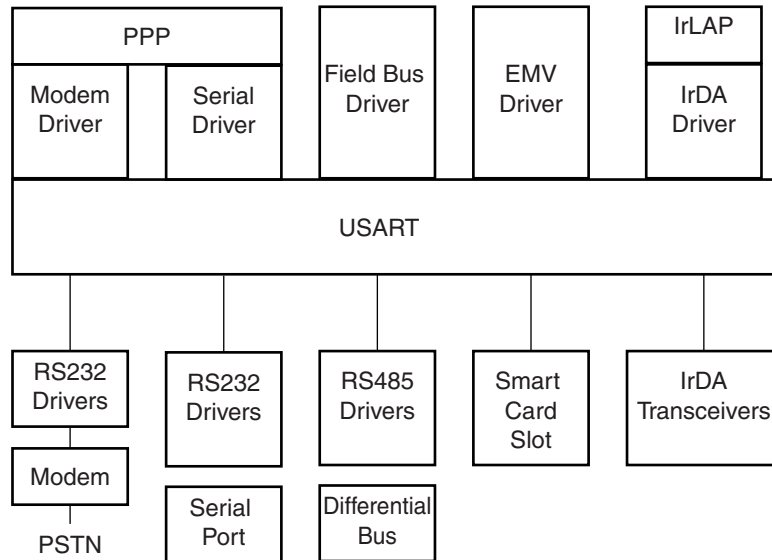 PPP
Modem
Driver
Serial
Driver
Field Bus
Driver
EMV
Driver
IrLAP
IrDA
Driver
USART
RS232
Drivers
Modem
PSTN
RS232
Drivers
Serial
Port
RS485
Drivers
Differential
Bus
Smart
Card
Slot
IrDA
Transceivers